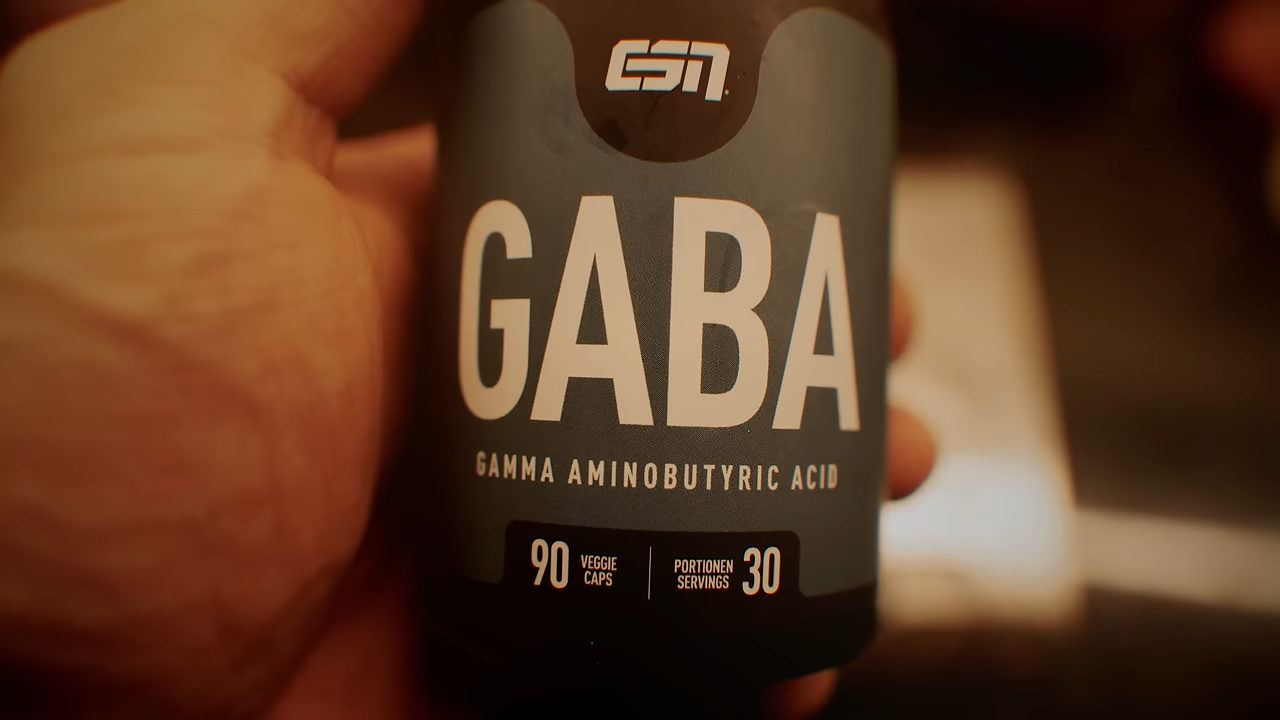 ESN
GABA
GAMMA AMINOBUTYRIC ACID
90 VEGGIE CAPS
PORTIONEN SERVINGS 30